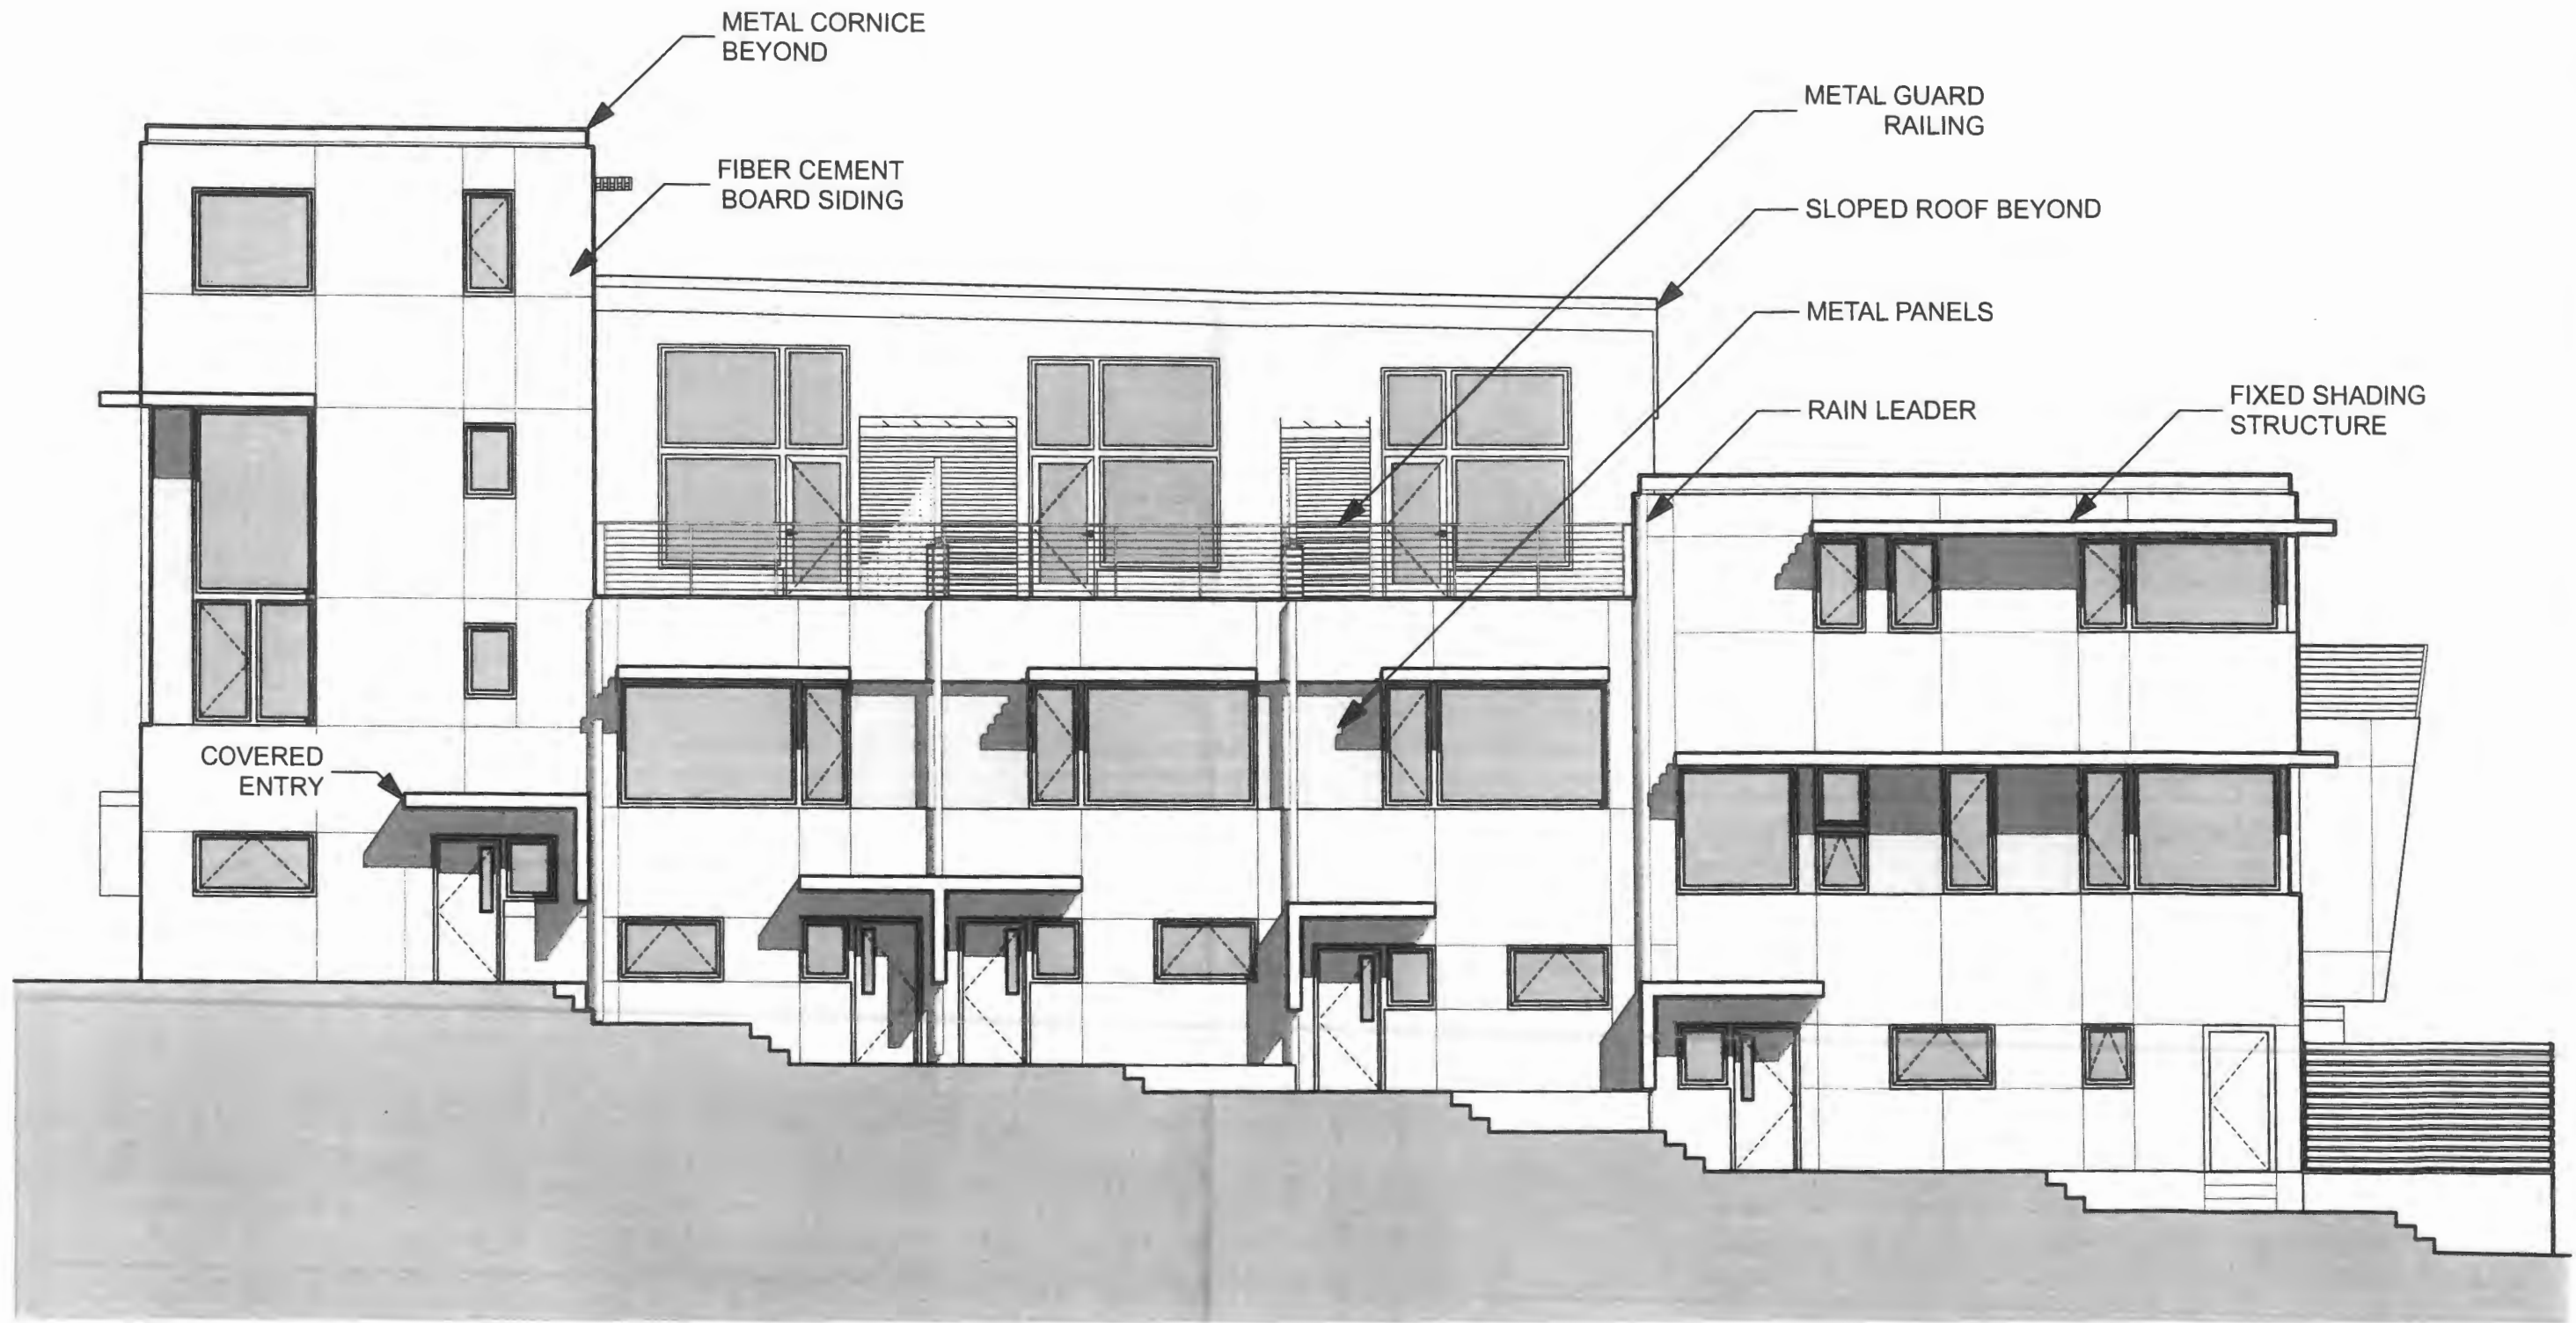 METAL CORNICE
BEYOND
FIBER CEMENT
BOARD SIDING
METAL GUARD
RAILING
SLOPED ROOF BEYOND
METAL PANELS
RAIN LEADER
FIXED SHADING
STRUCTURE
COVERED
ENTRY